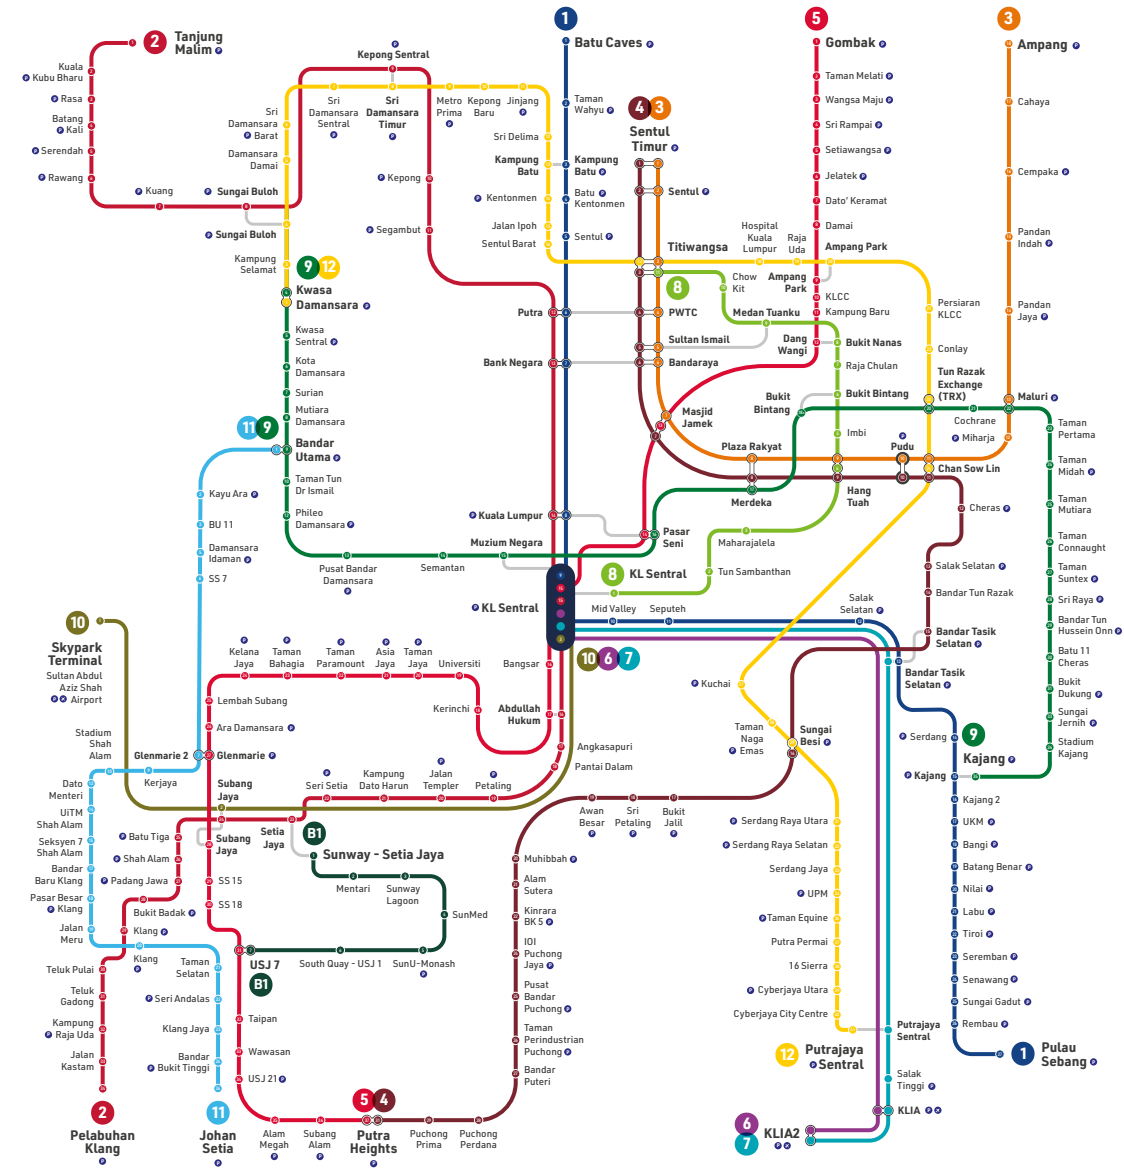 2
Tanjung
Malim P
1
Batu Caves P
5
Gombak P
3
Ampang P
P
Kepong Sentral
Kuala
P Kubu Bharu
P Rasa
Batang
P Kali
P Serendah
P Rawang
P Kuang
P Sungai Buloh
P Sungai Buloh
Kampung
Selamat
Sri
Damansara
P Barat
Damansara
Damai
Sri
Damansara
Sentral
P
Sri
Damansara
Timur
P
Metro
Prima
P
Kepong
Baru
Jinjang
P
Sri Delima
Kampung
Batu
P Kentonmen
Jalan Ipoh
Sentul Barat
P Kepong
P Segambut
Taman
Wahyu P
Kampung
Batu P
Batu P
Kentonmen
Sentul P
4 3
Sentul
Timur P
Sentul P
Titiwangsa
8
Chow
Kit
Medan Tuanku
PWTC
Sultan Ismail
Bandaraya
Putra
Bank Negara
Taman Melati P
Wangsa Maju P
Sri Rampai P
Setiawangsa P
Jelatek P
Dato' Keramat
Damai
Hospital
Kuala
Lumpur
Raja
Uda
Ampang Park
Ampang
Park
KLCC
Kampung Baru
Dang
Wangi
Bukit Nanas
Raja Chulan
Bukit Bintang
Bukit
Bintang
Imbi
Cahaya
Cempaka P
Pandan
Indah P
Pandan
Jaya P
Persiaran
KLCC
Conlay
Tun Razak
Exchange
(TRX)
Maluri P
Cochrane
P Miharja
Masjid
Jamek
Plaza Rakyat
Merdeka
P
Pudu
Chan Sow Lin
Hang
Tuah
Maharajalela
Tun Sambanthan
Pasar
Seni
P Kuala Lumpur
Muzium Negara
8 KL Sentral
P KL Sentral
10 6 7
9 12
Kwasa
Damansara P
Kwasa
Sentral P
Kota
Damansara
Surian
Mutiara
Damansara
11 9
Bandar
Utama P
Taman Tun
Dr Ismail
Phileo
Damansara P
Pusat Bandar
Damansara
P
Semantan
Kayu Ara P
BU 11
Damansara
Idaman P
SS 7
Cheras P
Salak Selatan P
Bandar Tun Razak
Bandar Tasik
Selatan P
Bandar Tasik
Selatan P
Mid Valley
Seputeh
Salak
Selatan P
Taman
Pertama
Taman
Midah P
Taman
Mutiara
Taman
Connaught
Taman
Suntex P
Sri Raya P
Bandar Tun
Hussein Onn P
Batu 11
Cheras
Bukit
Dukung P
Sungai
Jernih P
Stadium
Kajang
9
Kajang P
P Serdang
P Kajang
Kajang 2
UKM P
Bangi P
Batang Benar P
Nilai P
Labu P
Tiroi P
Seremban P
Senawang P
Sungai Gadut P
Rembau P
1 Pulau
Sebang P
10
Skypark
Terminal
Sultan Abdul
Aziz Shah
P Airport
P
Kelana
Jaya
P
Taman
Bahagia
P
Taman
Paramount
P
Asia
Jaya
P
Taman
Jaya
Universiti
Kerinchi
Bangsar
Abdullah
Hukum
Angkasapuri
Pantai Dalam
Lembah Subang
Ara Damansara P
Glenmarie 2
Glenmarie P
Stadium
Shah
Alam
Kerjaya
Dato
Menteri
UiTM
Shah Alam
Seksyen 7
Shah Alam
Bandar
Baru Klang
Pasar Besar
P Klang
Jalan
Meru
Subang
Jaya
Subang
Jaya
Setia
Jaya
P
Seri Setia
Kampung
Dato Harun
P
Jalan
Templer
P
Petaling
B1
Sunway - Setia Jaya
Mentari
Sunway
Lagoon
SunMed
SunU-Monash
P
South Quay - USJ 1
USJ 7
B1
P Batu Tiga
P Shah Alam
P Padang Jawa
Bukit Badak P
Klang P
Klang
P
SS 15
SS 18
Teluk Pulai
Teluk
Gadong
Kampung
P Raja Uda
Jalan
Kastam
2
Pelabuhan
Klang
P
Taman
Selatan
P Seri Andalas
Klang Jaya
Bandar
P Bukit Tinggi
11
Johan
Setia
P
Taipan
Wawasan
USJ 21 P
Alam
Megah
P
Subang
Alam
P
5 4
Putra
Heights
P
Puchong
Prima
Puchong
Perdana
Awan
Besar
P
Sri
Petaling
P
Bukit
Jalil
P
Muhibbah P
Alam
Sutera
Kinrara
BK 5 P
IOI
Puchong
Jaya P
Pusat
Bandar
Puchong P
Taman
Perindustrian
Puchong P
Bandar
Puteri
P Kuchai
Taman
Naga
P Emas
Sungai
Besi P
P Serdang Raya Utara
P Serdang Raya Selatan
Serdang Jaya
P UPM
P Taman Equine
Putra Permai
16 Sierra
P Cyberjaya Utara
Cyberjaya City Centre
12 Putrajaya
P Sentral
Putrajaya
Sentral
Salak
Tinggi P
KLIA P
6
7
KLIA2
P